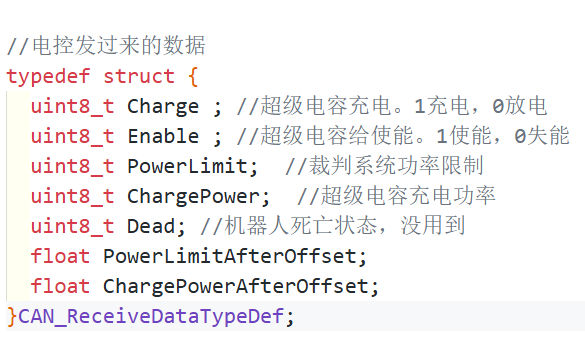 //电控发过来的数据
typedef struct {
  uint8_t Charge ; //超级电容充电。1充电，0放电
  uint8_t Enable ; //超级电容给使能。1使能，0失能
  uint8_t PowerLimit;  //裁判系统功率限制
  uint8_t ChargePower;  //超级电容充电功率
  uint8_t Dead; //机器人死亡状态，没用到
  float PowerLimitAfterOffset;
  float ChargePowerAfterOffset;
}CAN_ReceiveDataTypeDef;